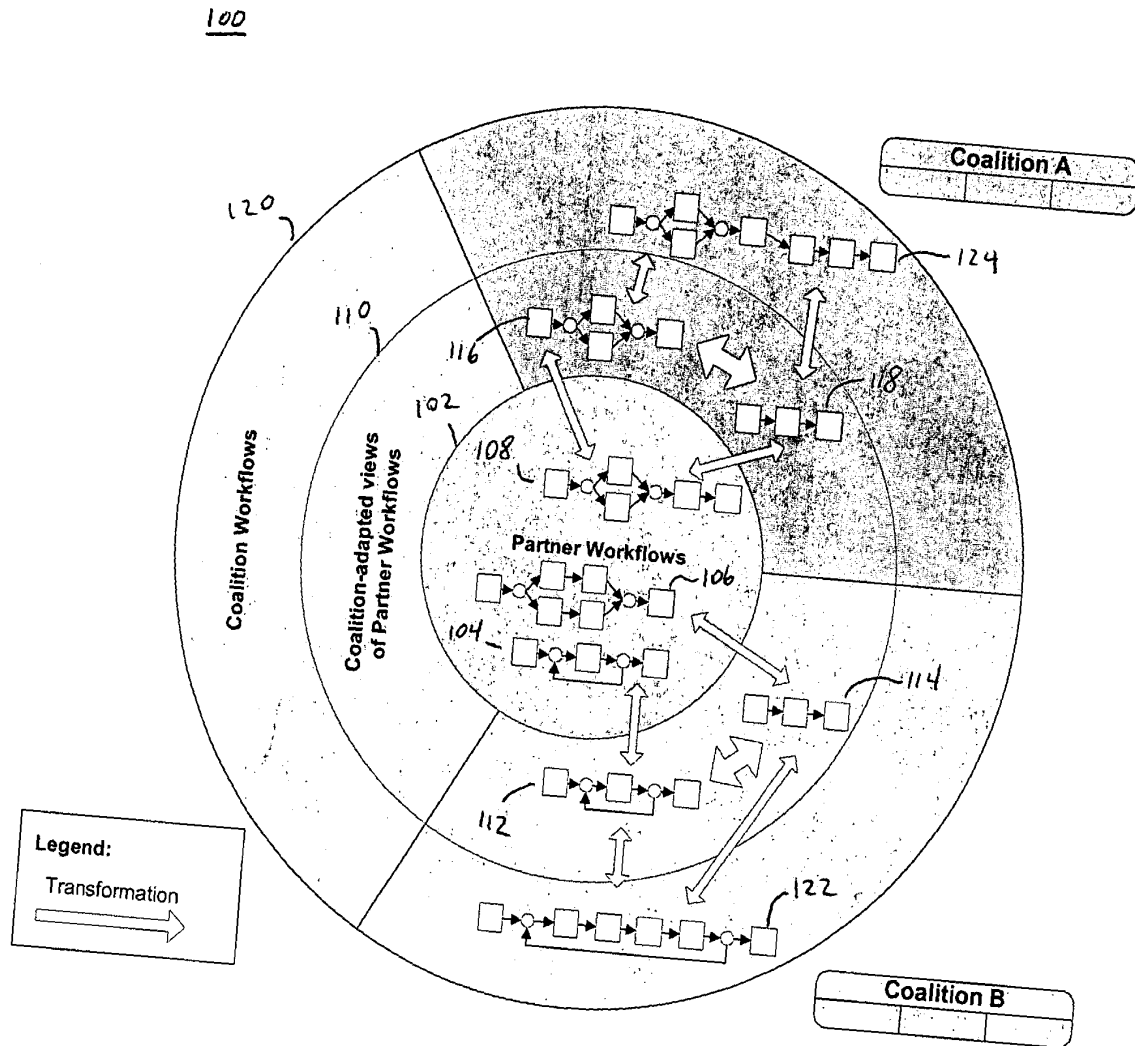 100
Coalition A
120
124
110
116
118
102
108
Coalition Workflows
Coalition-adapted views
of Partner Workflows
Partner Workflows
106
104
114
112
Legend:
Transformation
122
Coalition B